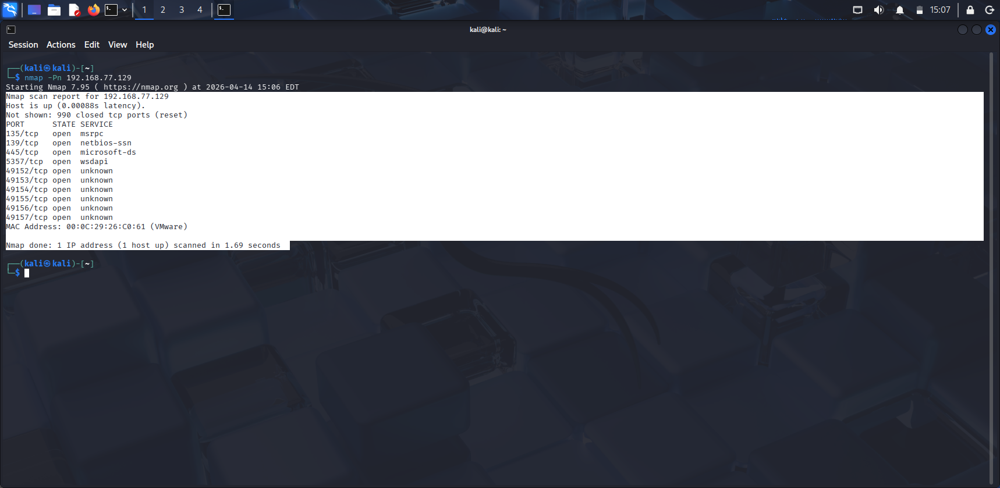 1 2 3 4 15:07
kali@kali: ~
Session Actions Edit View Help
┌──(kali㉿kali)-[~]
└─$ nmap -Pn 192.168.77.129
Starting Nmap 7.95 ( https://nmap.org ) at 2026-04-14 15:06 EDT
Nmap scan report for 192.168.77.129
Host is up (0.00088s latency).
Not shown: 990 closed tcp ports (reset)
PORT      STATE SERVICE
135/tcp   open  msrpc
139/tcp   open  netbios-ssn
445/tcp   open  microsoft-ds
5357/tcp  open  wsdapi
49152/tcp open  unknown
49153/tcp open  unknown
49154/tcp open  unknown
49155/tcp open  unknown
49156/tcp open  unknown
49157/tcp open  unknown
MAC Address: 00:0C:29:26:C0:61 (VMware)
Nmap done: 1 IP address (1 host up) scanned in 1.69 seconds
┌──(kali㉿kali)-[~]
└─$